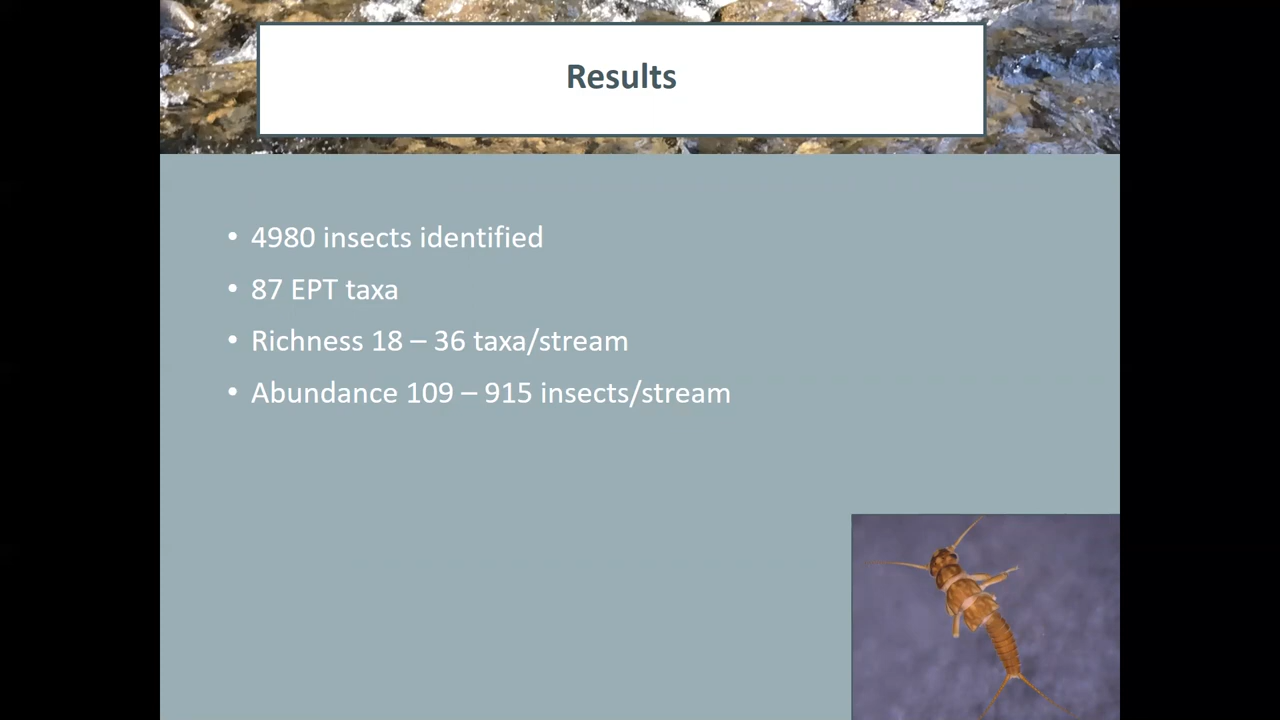 Results
• 4980 insects identified
• 87 EPT taxa
• Richness 18 – 36 taxa/stream
• Abundance 109 – 915 insects/stream